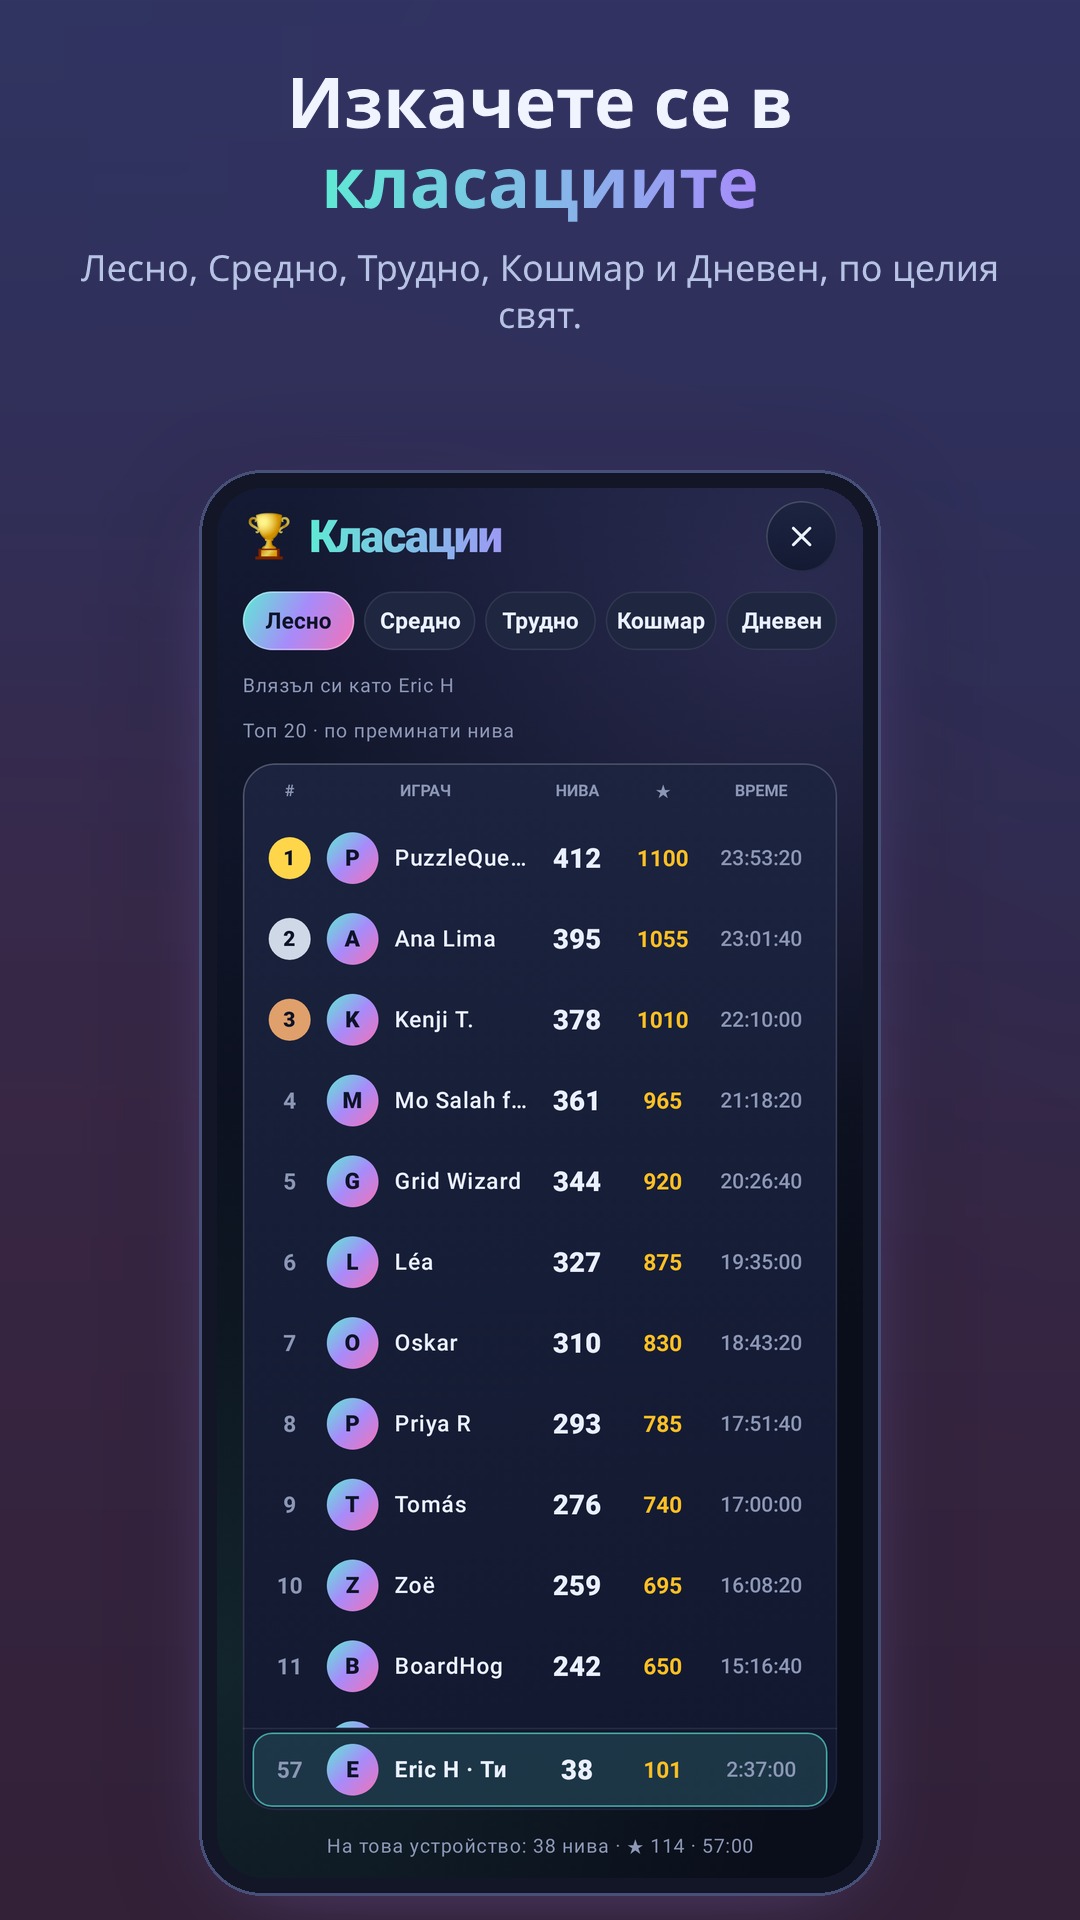 Изкачете се в
класациите
Лесно, Средно, Трудно, Кошмар и Дневен, по целия
свят.
🏆 Класации ✕
Лесно Средно Трудно Кошмар Дневен
Влязъл си като Eric H
Топ 20 · по преминати нива
# ИГРАЧ НИВА ★ ВРЕМЕ
1 P PuzzleQue... 412 1100 23:53:20
2 A Ana Lima 395 1055 23:01:40
3 K Kenji T. 378 1010 22:10:00
4 M Mo Salah f... 361 965 21:18:20
5 G Grid Wizard 344 920 20:26:40
6 L Léa 327 875 19:35:00
7 O Oskar 310 830 18:43:20
8 P Priya R 293 785 17:51:40
9 T Tomás 276 740 17:00:00
10 Z Zoë 259 695 16:08:20
11 B BoardHog 242 650 15:16:40
57 E Eric H · Ти 38 101 2:37:00
На това устройство: 38 нива · ★ 114 · 57:00